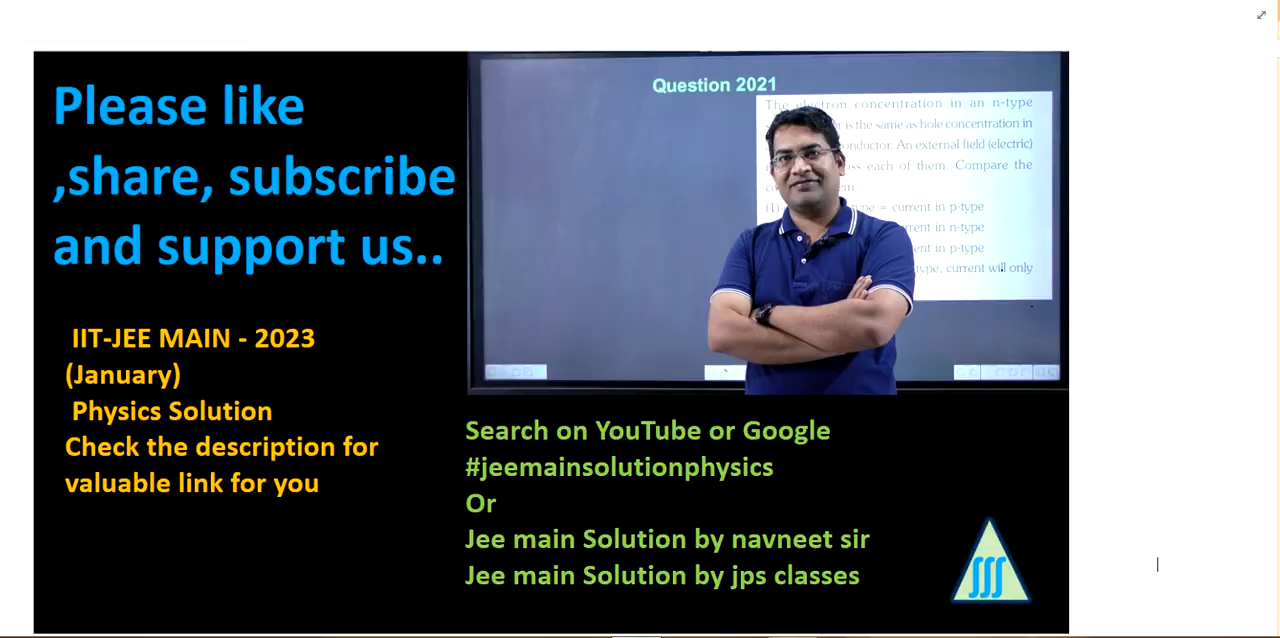 Please like
,share, subscribe
and support us..
IIT-JEE MAIN - 2023
(January)
Physics Solution
Check the description for
valuable link for you
Question 2021
The electron concentration in an n-type
is the same as hole concentration in
An external field (electric)
each of them. Compare the
(1)
= current in p-type
in n-type
in p-type
type, current will only
Search on YouTube or Google
#jeemainsolutionphysics
Or
Jee main Solution by navneet sir
Jee main Solution by jps classes
∫∫∫